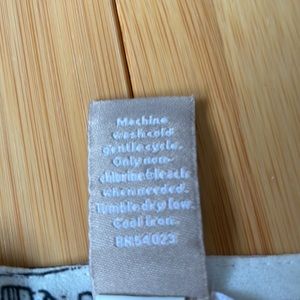 Machine
wash cold
gentle cycle.
Only non-
chlorine bleach
when needed.
Tumble dry low.
Cool iron.
RN54023